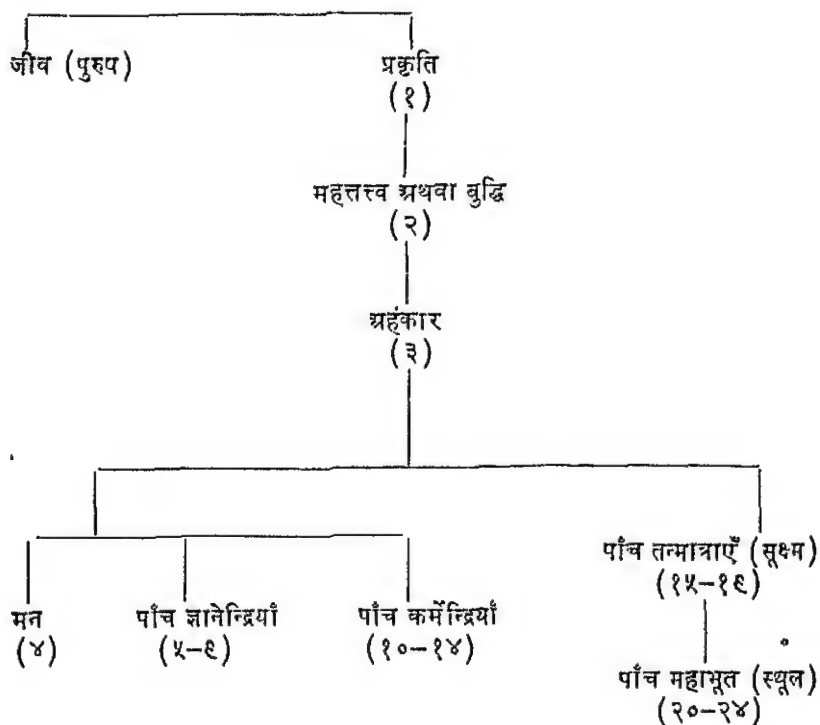 जीव (पुरुष)
प्रकृति
(१)
महत्तत्त्व अथवा बुद्धि
(२)
अहंकार
(३)
मन
(४)
पाँच ज्ञानेन्द्रियाँ
(५-९)
पाँच कर्मेन्द्रियाँ
(१०-१४)
पाँच तन्मात्राएँ (सूक्ष्म)
(१५-१९)
पाँच महाभूत (स्थूल)
(२०-२४)